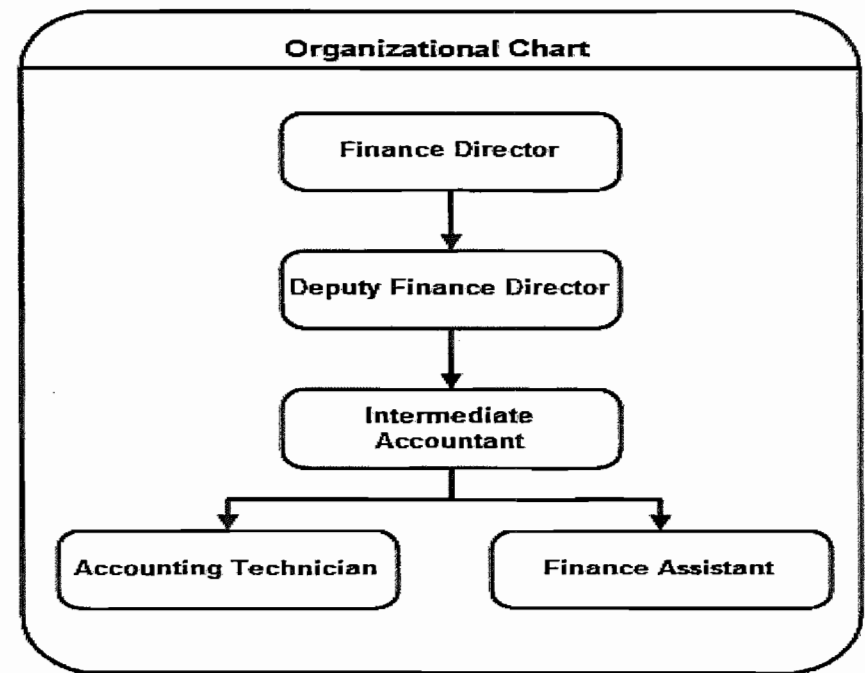 Organizational Chart
Finance Director
Deputy Finance Director
Intermediate
Accountant
Accounting Technician
Finance Assistant